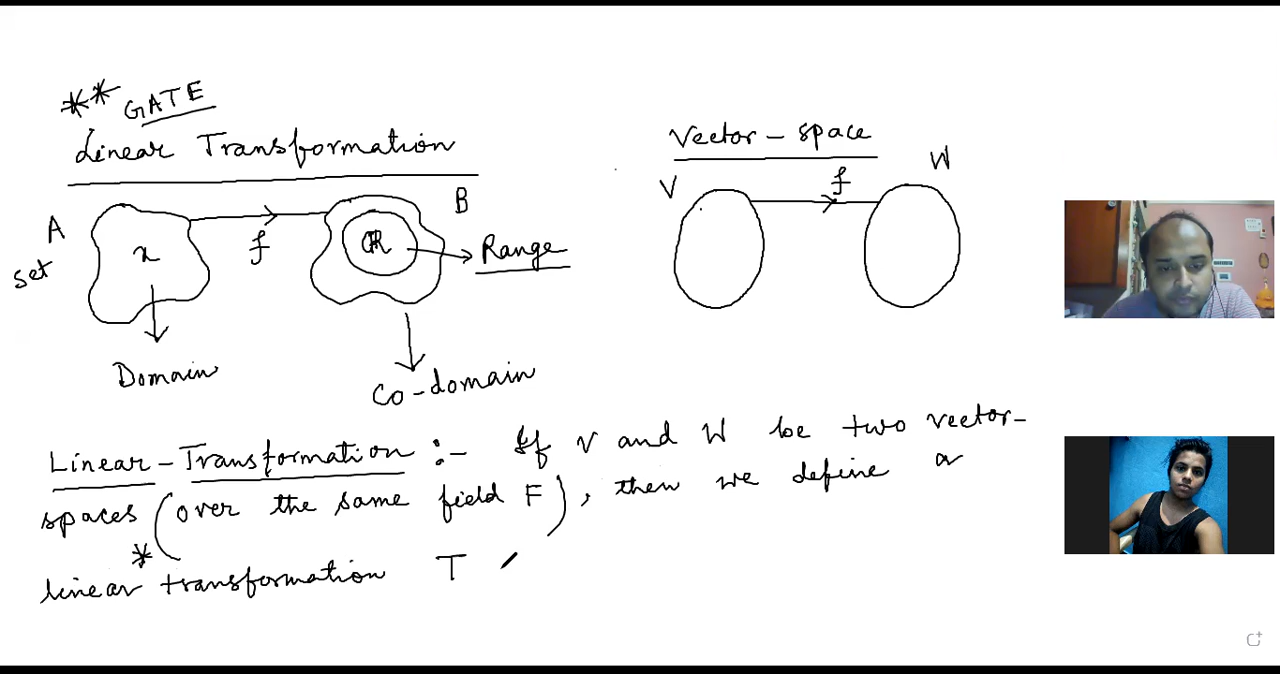 ** GATE
Linear Transformation
Vector - space
A
set
x
f
B
R
Range
V
f
W
Domain
Co-domain
Linear - Transformation :- If V and W be two vector-
spaces (over the same field F), then we define a
*
linear transformation T